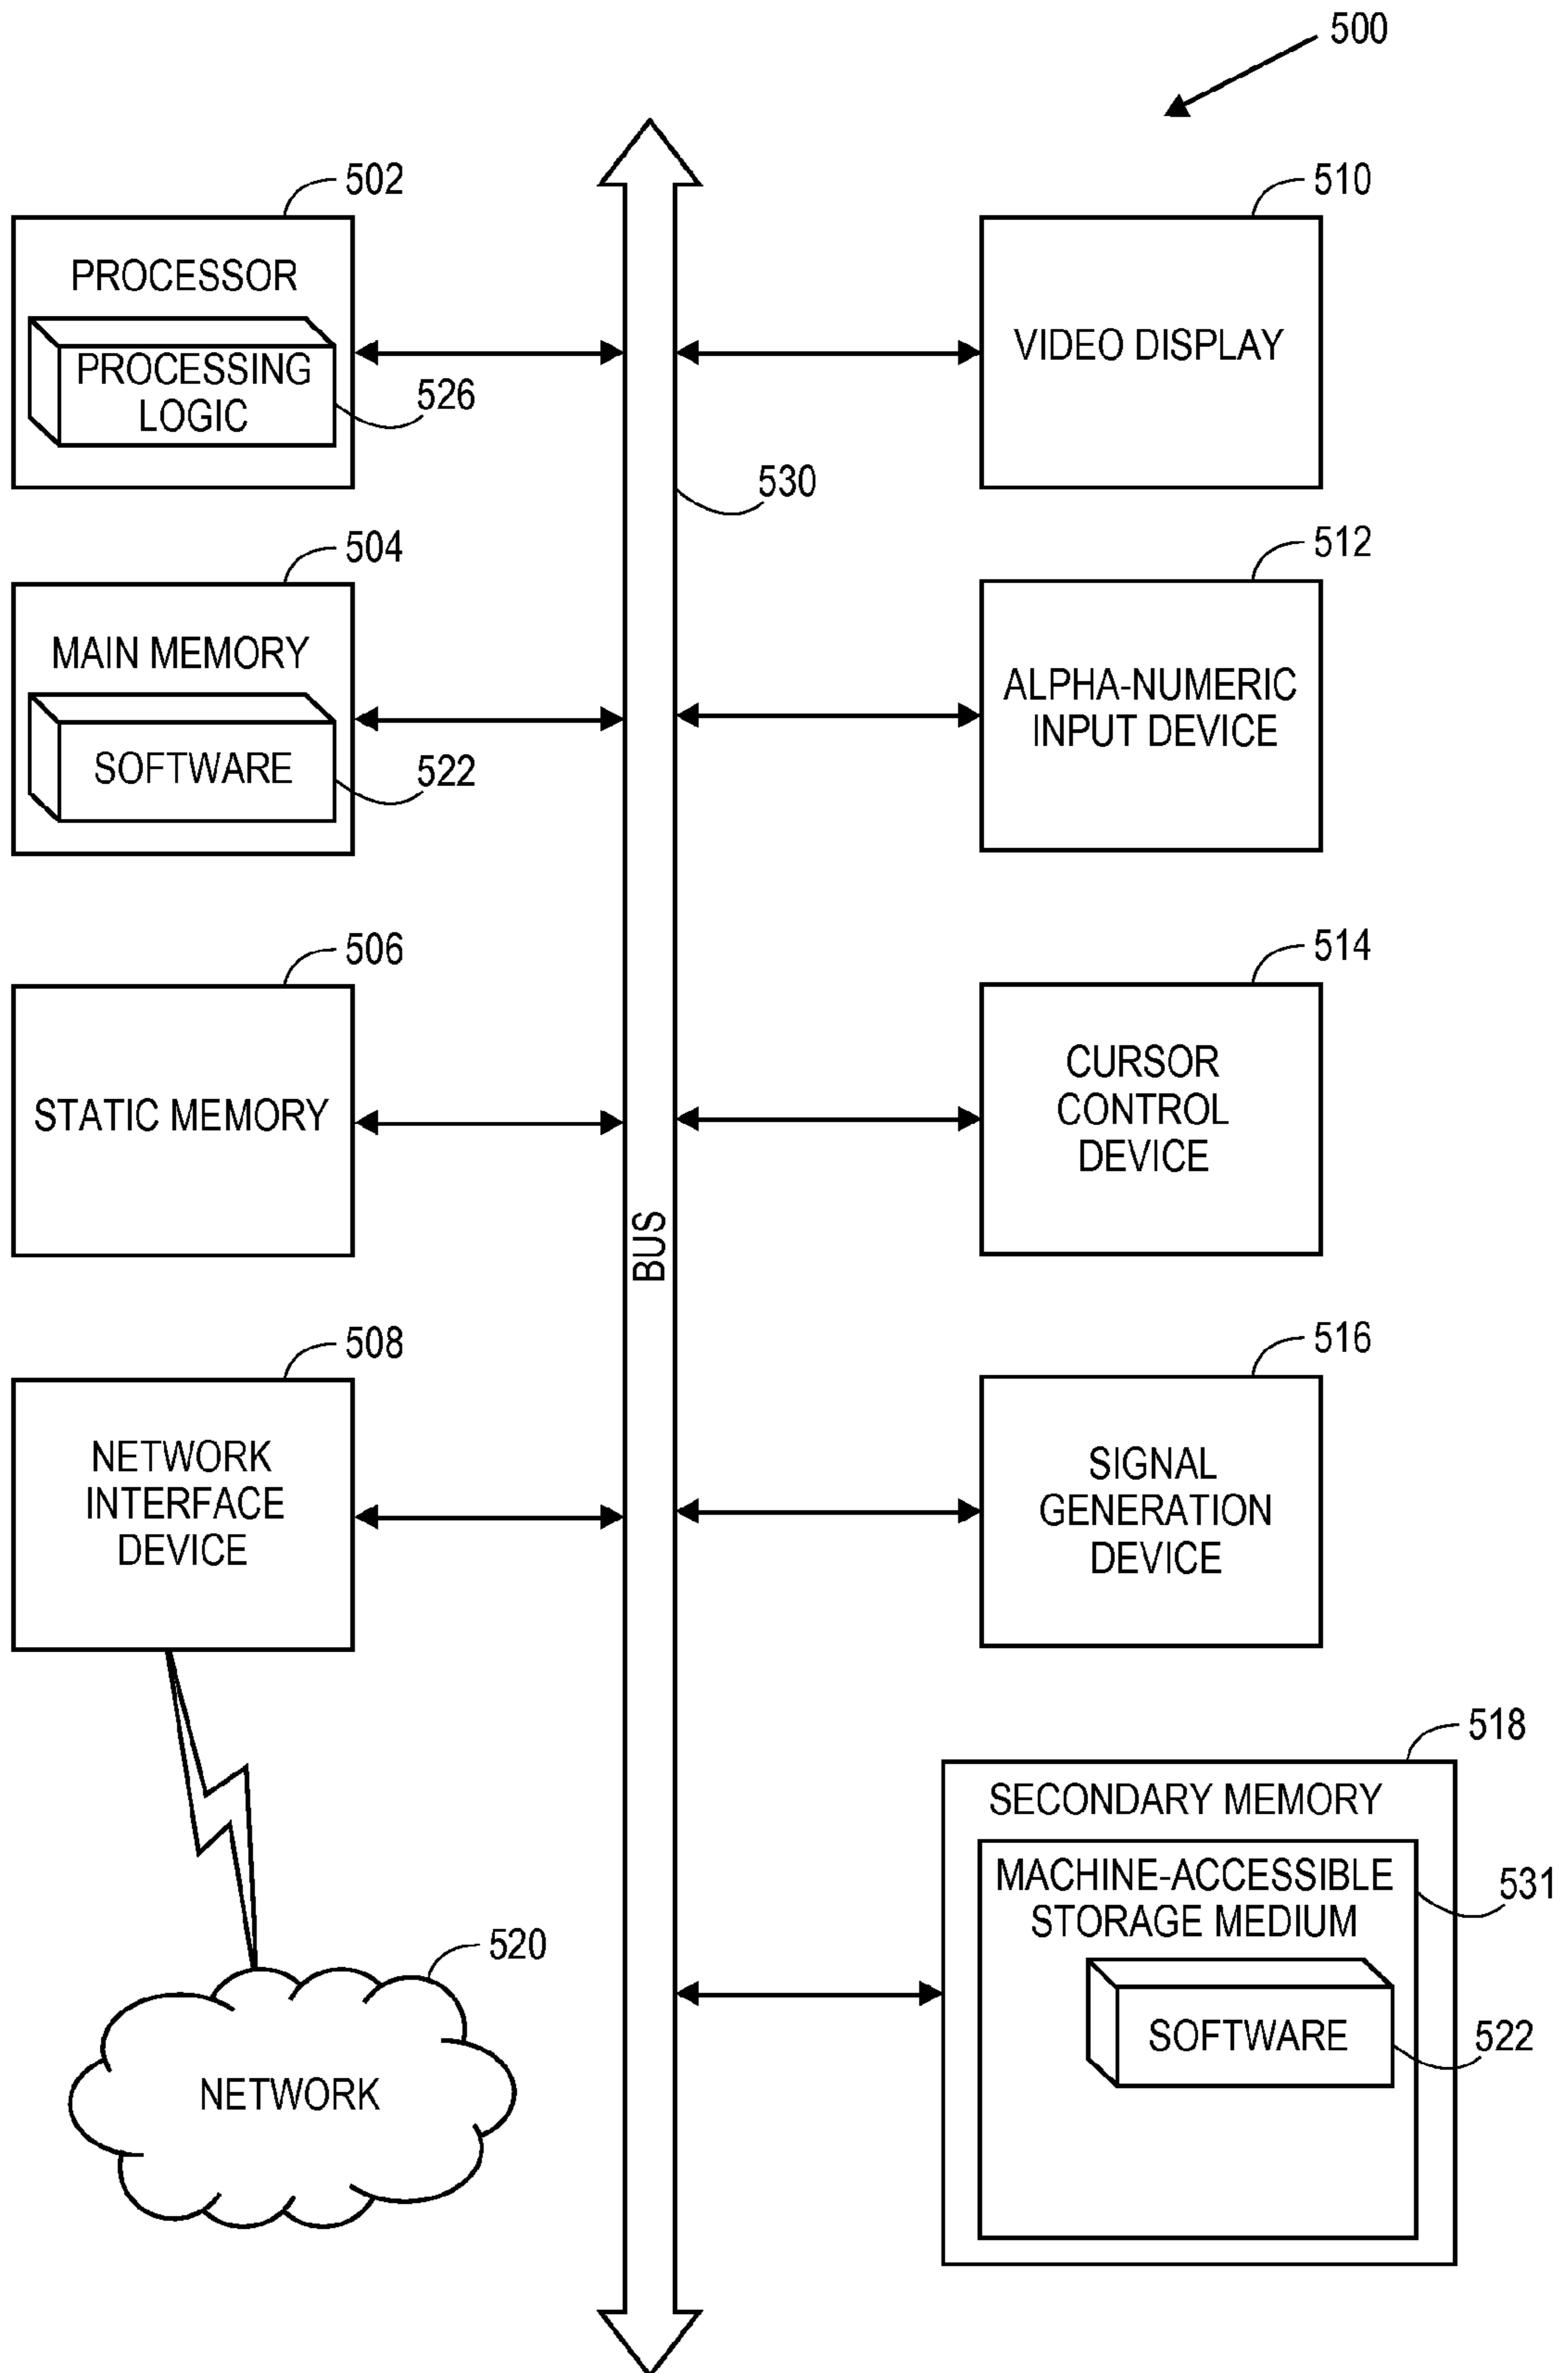 500
502
PROCESSOR
PROCESSING
LOGIC
526
504
MAIN MEMORY
SOFTWARE
522
506
STATIC MEMORY
508
NETWORK
INTERFACE
DEVICE
520
NETWORK
530
BUS
510
VIDEO DISPLAY
512
ALPHA-NUMERIC
INPUT DEVICE
514
CURSOR
CONTROL
DEVICE
516
SIGNAL
GENERATION
DEVICE
518
SECONDARY MEMORY
MACHINE-ACCESSIBLE
STORAGE MEDIUM
531
SOFTWARE
522